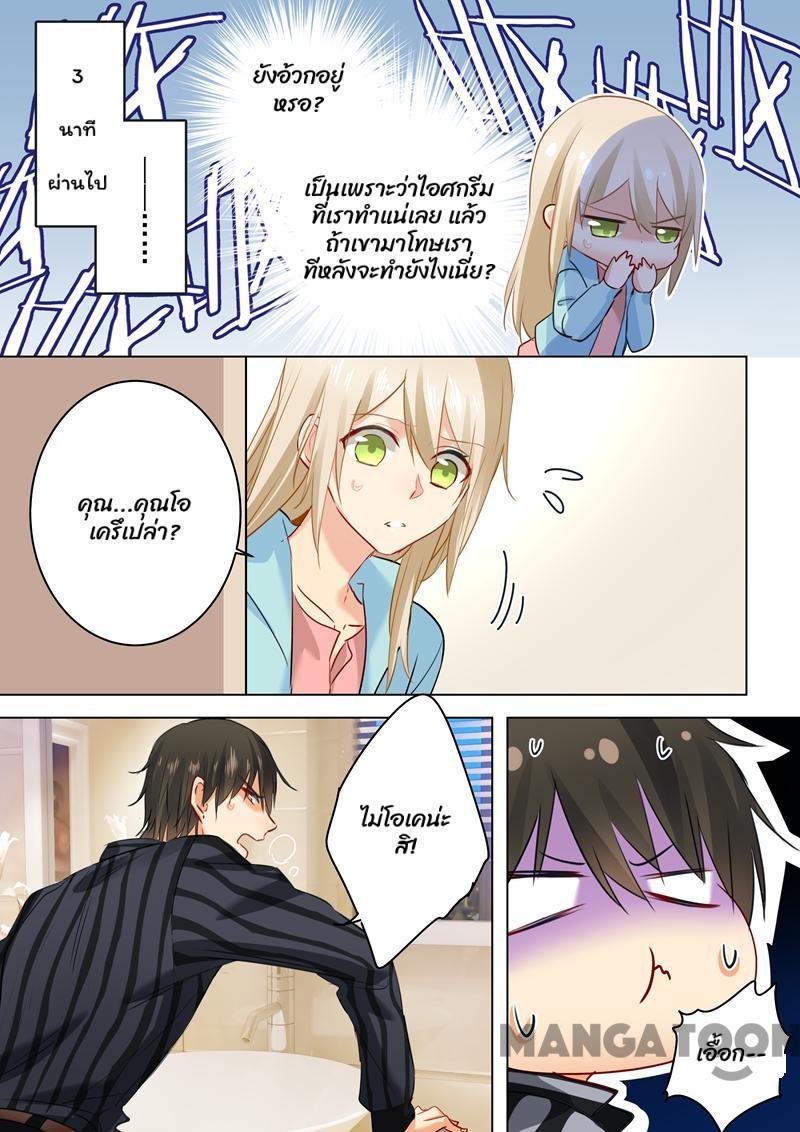 3
นาที
ผ่านไป
ยังอ้วกอยู่
หรอ?
เป็นเพราะว่าไอศกรีม
ที่เราทำแน่เลย แล้ว
ถ้าเขามาโทษเรา
ทีหลังจะทำยังไงเนี่ย?
คุณ...คุณโอ
เครึเปล่า?
ไม่โอเคน่ะ
สิ!
เอื้อก--
MANGATOON